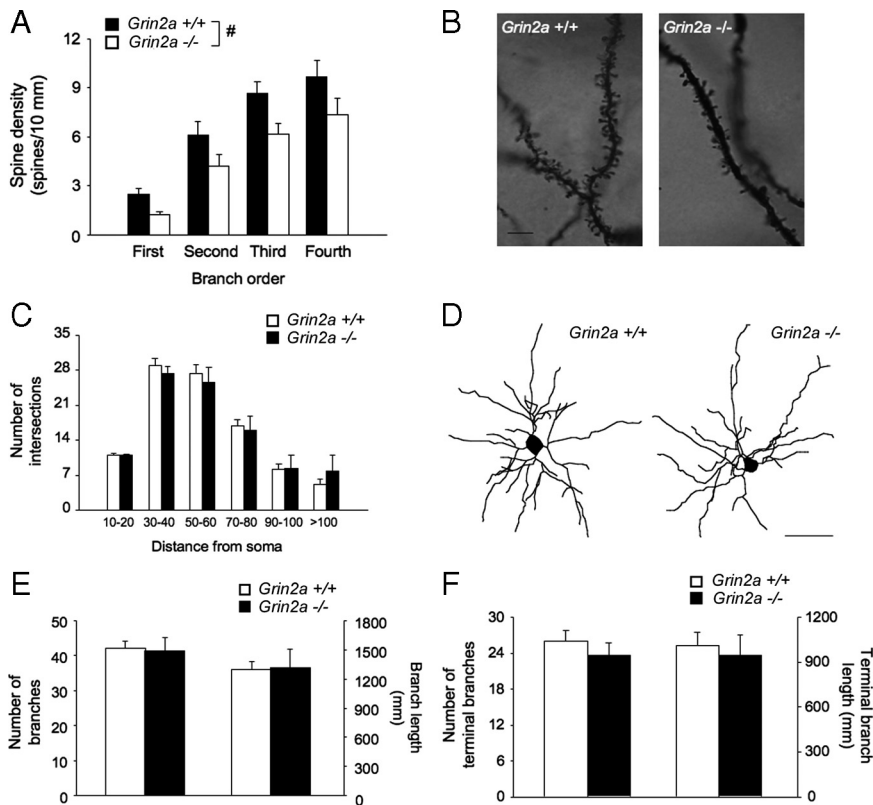 A
Grin2a +/+
Grin2a -/-
#
Spine density
(spines/10 mm)
12
9
6
3
0
First Second Third Fourth
Branch order
B
Grin2a +/+
Grin2a -/-
C
Grin2a +/+
Grin2a -/-
Number of
intersections
35
28
21
14
7
0
10-20 30-40 50-60 70-80 90-100 >100
Distance from soma
D
Grin2a +/+
Grin2a -/-
E
Grin2a +/+
Grin2a -/-
Number of
branches
50
40
30
20
10
0
1800
1500
1200
900
600
300
0
Branch length
(mm)
F
Grin2a +/+
Grin2a -/-
Number of
terminal branches
30
24
18
12
6
0
1200
900
600
300
0
Terminal branch
length (mm)